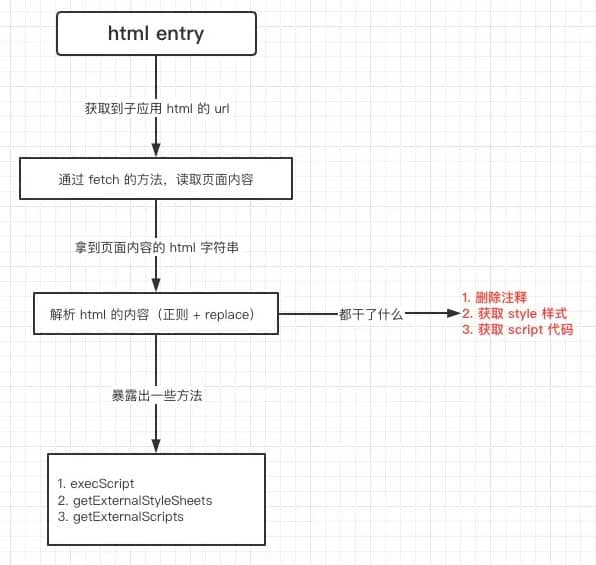 html entry
获取到子应用 html 的 url
通过 fetch 的方法，读取页面内容
拿到页面内容的 html 字符串
解析 html 的内容（正则 + replace）
都干了什么
1. 删除注释
2. 获取 style 样式
3. 获取 script 代码
暴露出一些方法
1. execScript
2. getExternalStyleSheets
3. getExternalScripts